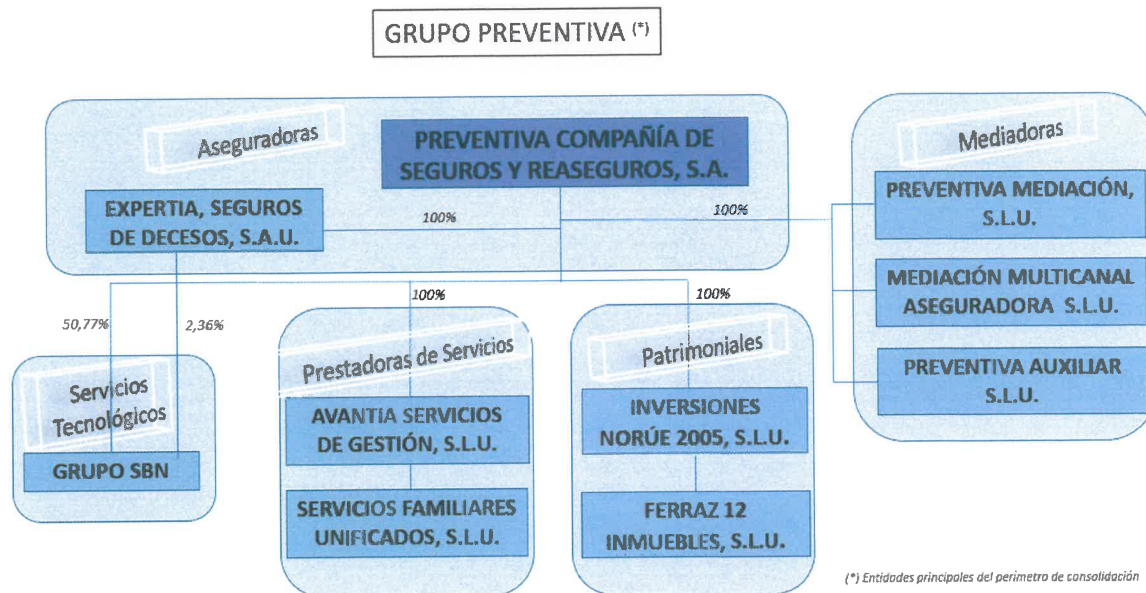 GRUPO PREVENTIVA (*)
Aseguradoras
PREVENTIVA COMPAÑÍA DE
SEGUROS Y REASEGUROS, S.A.
EXPERTIA, SEGUROS
DE DECESOS, S.A.U.
100%
100%
Mediadoras
PREVENTIVA MEDIACIÓN,
S.L.U.
MEDIACIÓN MULTICANAL
ASEGURADORA S.L.U.
PREVENTIVA AUXILIAR
S.L.U.
50,77%
2,36%
100%
100%
Servicios
Tecnológicos
GRUPO SBN
Prestadoras de Servicios
AVANTIA SERVICIOS
DE GESTIÓN, S.L.U.
SERVICIOS FAMILIARES
UNIFICADOS, S.L.U.
Patrimoniales
INVERSIONES
NORÚE 2005, S.L.U.
FERRAZ 12
INMUEBLES, S.L.U.
(*) Entidades principales del perimetro de consolidación